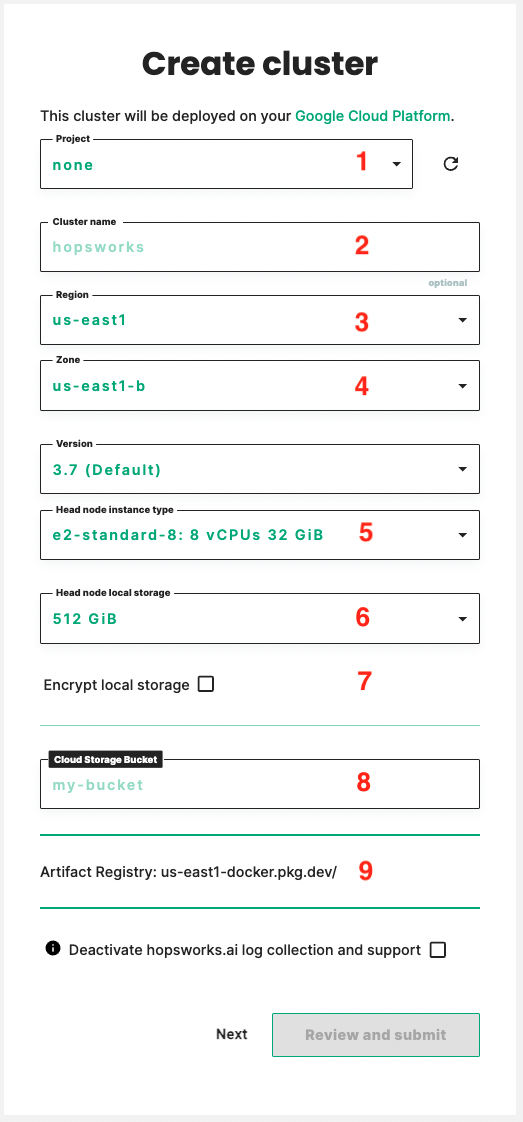 Create cluster
This cluster will be deployed on your Google Cloud Platform.
Project
none 1
Cluster name
hopsworks 2
optional
Region
us-east1 3
Zone
us-east1-b 4
Version
3.7 (Default)
Head node instance type
e2-standard-8: 8 vCPUs 32 GiB 5
Head node local storage
512 GiB 6
Encrypt local storage 7
Cloud Storage Bucket
my-bucket 8
Artifact Registry: us-east1-docker.pkg.dev/ 9
Deactivate hopsworks.ai log collection and support
Next Review and submit